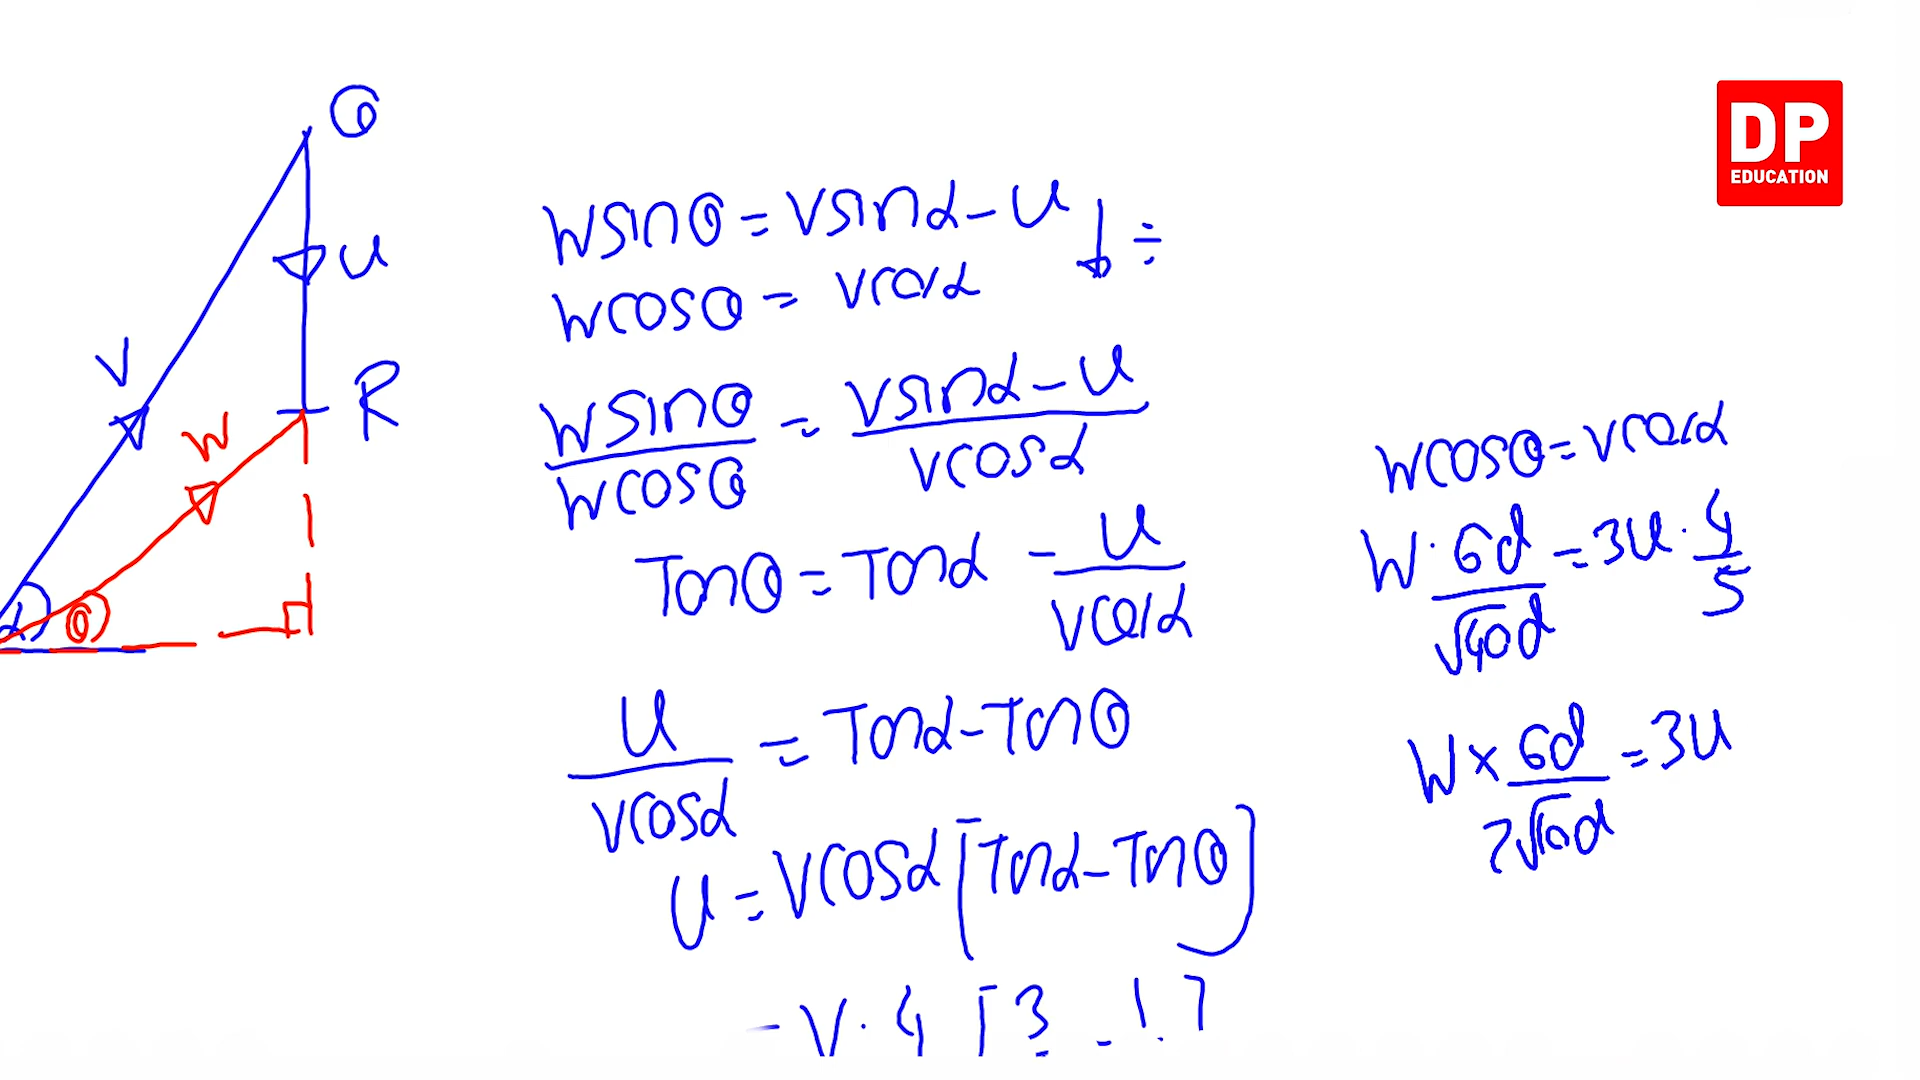 Q
DP
EDUCATION
u
V
R
W
α θ
wsinθ = vsinα - u ↓ ÷
wcosθ = vcosα
wsinθ / wcosθ = vsinα - u / vcosα
Tanθ = Tanα - u / vcosα
u / vcosα = Tanα - Tanθ
u = vcosα [Tanα - Tanθ]
wcosθ = vcosα
W · 6d / √40d = 3u · 4/5
W × 6d / 2√10d = 3u